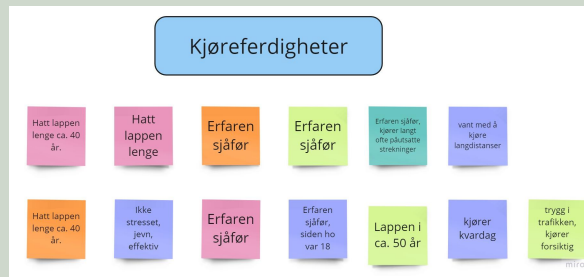 Kjøreferdigheter
Hatt lappen
lenge ca. 40
år.
Hatt
lappen
lenge
Erfaren
sjåfør
Erfaren
sjåfør
Erfaren sjåfør,
kjører langt
ofte påutsatte
strekninger
vant med å
kjøre
langdistanser
Hatt lappen
lenge ca. 40
år.
Ikke
stresset,
jevn,
effektiv
Erfaren
sjåfør
Erfaren
sjåfør,
siden ho
var 18
Lappen i
ca. 50 år
kjører
kvardag
trygg i
trafikken,
kjører
forsiktig
miro